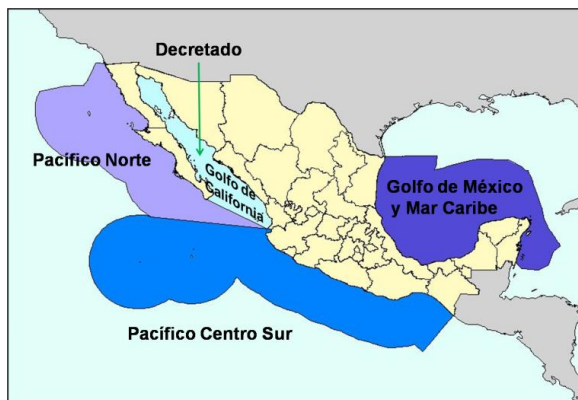 Decretado
Pacífico Norte
Golfo de
California
Golfo de México
y Mar Caribe
Pacífico Centro Sur